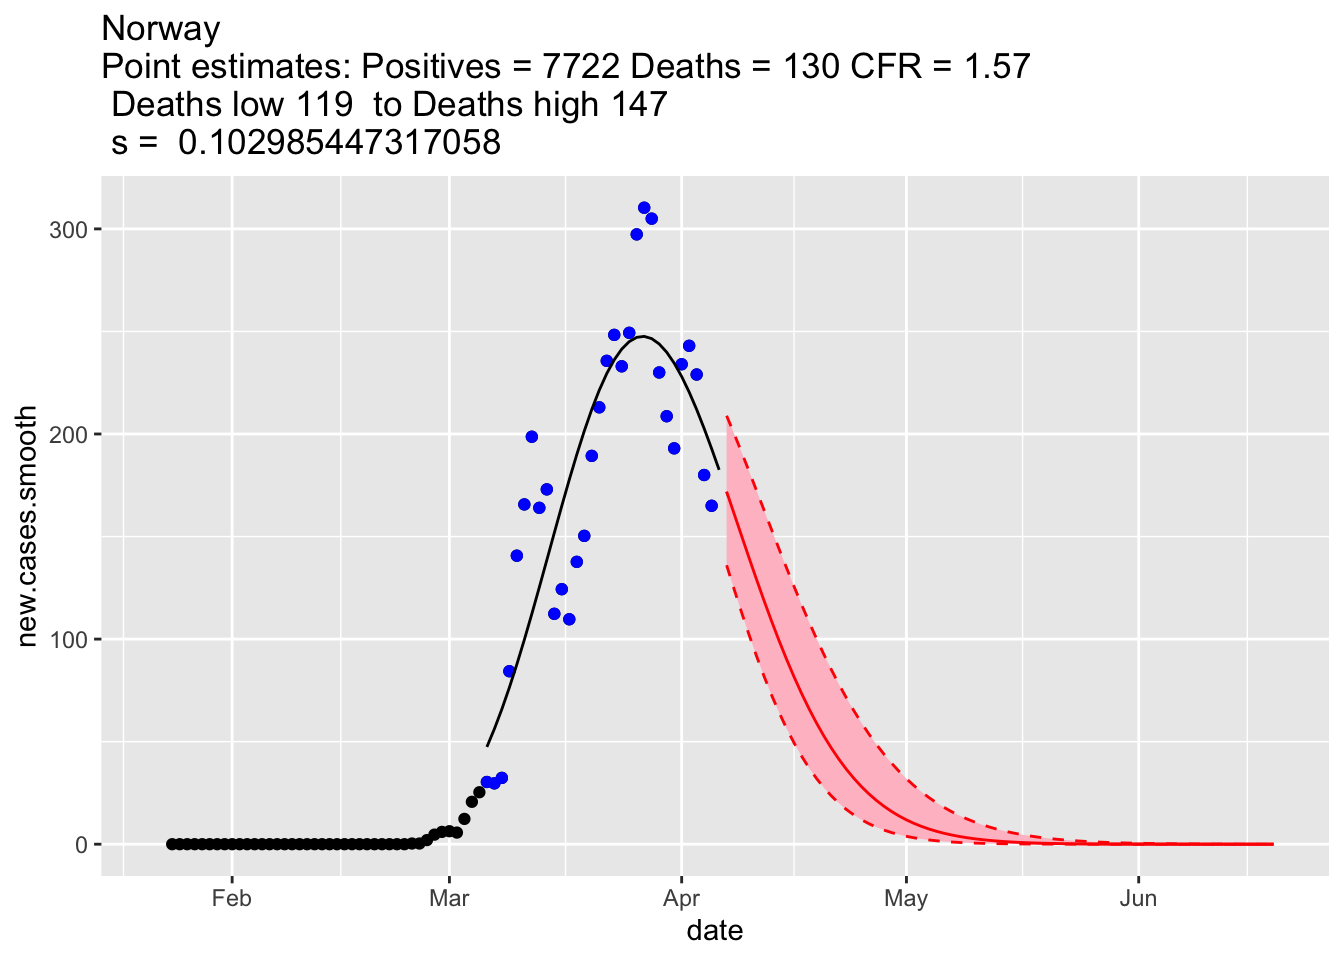 Norway
Point estimates: Positives = 7722 Deaths = 130 CFR = 1.57
Deaths low 119  to Deaths high 147
s =  0.102985447317058
300
200
100
0
new.cases.smooth
Feb
Mar
Apr
May
Jun
date